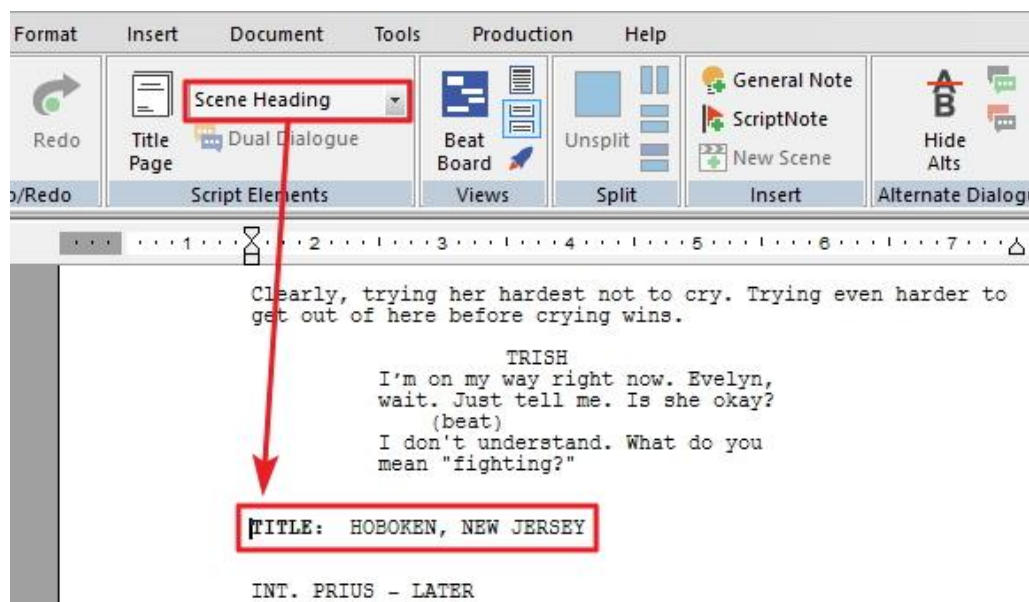 Format Insert Document Tools Production Help
Scene Heading
General Note
ScriptNote
New Scene
Redo
Title
Page
Dual Dialogue
Beat
Board
Unsplit
A
B
Hide
Alts
o/Redo Script Elements Views Split Insert Alternate Dialogu
1 2 3 4 5 6 7
Clearly, trying her hardest not to cry. Trying even harder to
get out of here before crying wins.
TRISH
I'm on my way right now. Evelyn,
wait. Just tell me. Is she okay?
(beat)
I don't understand. What do you
mean "fighting?"
TITLE: HOBOKEN, NEW JERSEY
INT. PRIUS - LATER